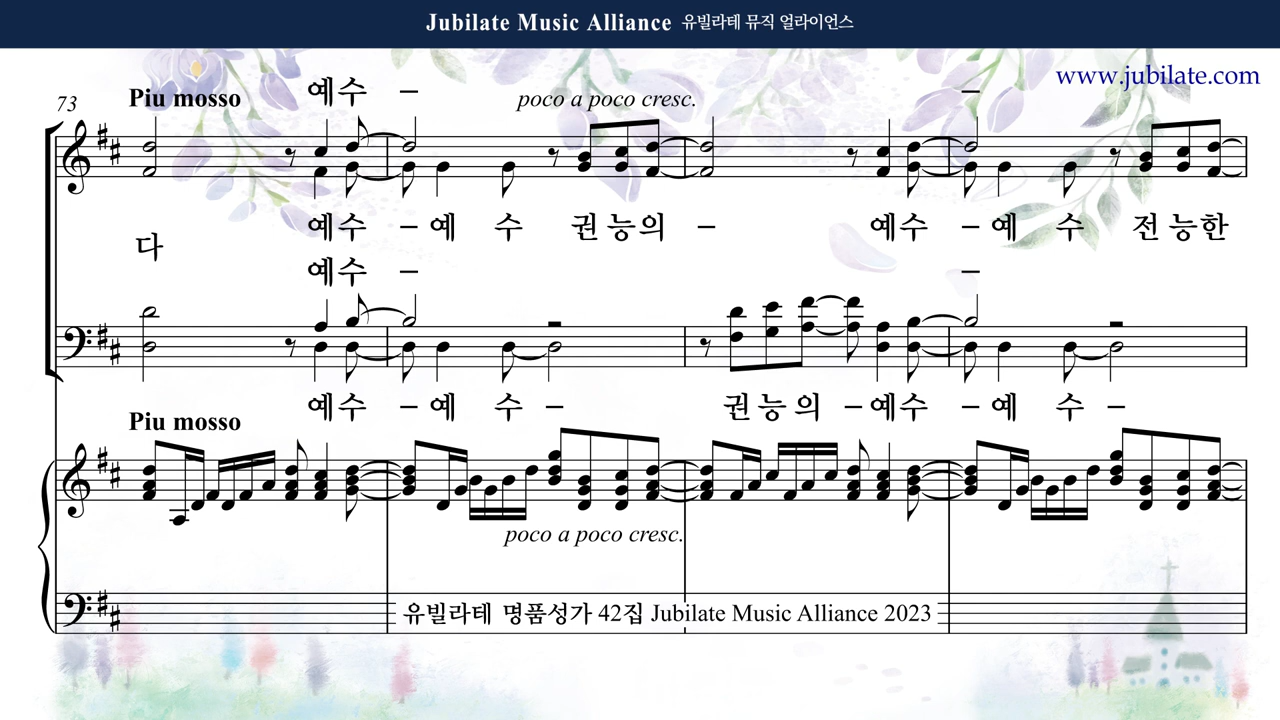 Jubilate Music Alliance 유빌라테 뮤직 얼라이언스
www.jubilate.com
73 Piu mosso 예수 – poco a poco cresc. –
예수 – 예 수 권능의 – 예수 – 예 수 전능한
다
예수 – –
예수 – 예 수 – 권능의 – 예수 – 예 수 –
Piu mosso
poco a poco cresc.
유빌라테 명품성가 42집 Jubilate Music Alliance 2023